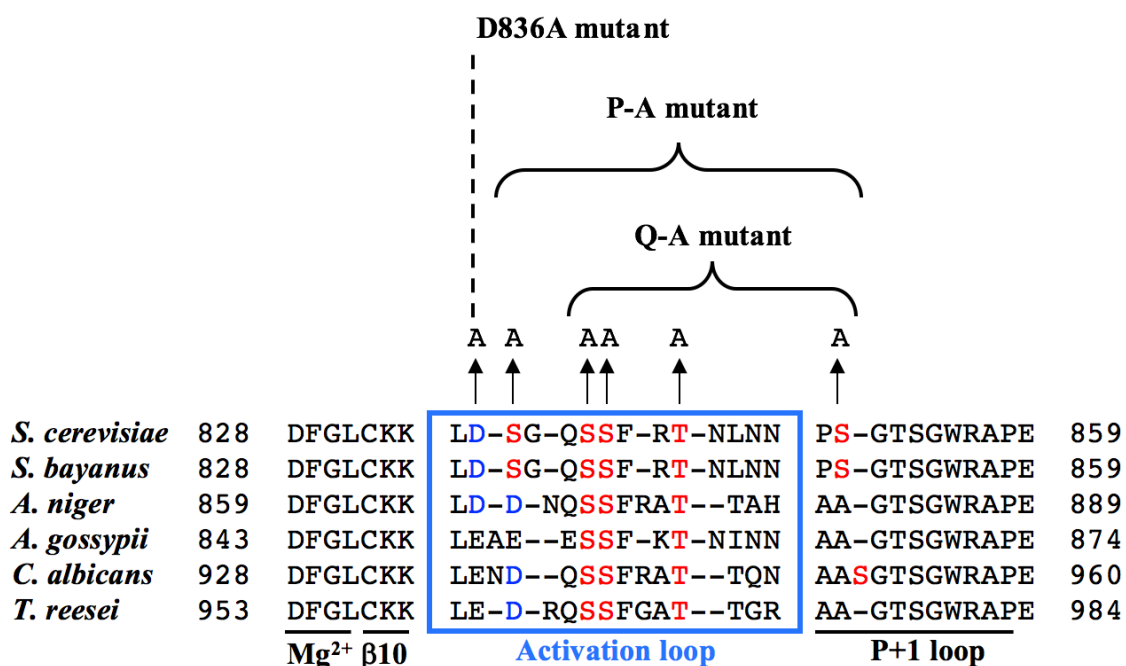 D836A mutant
P-A mutant
Q-A mutant
A A AA A A
S. cerevisiae 828 DFGLCKK LD-SG-QSSF-RT-NLNN PS-GTSGWRAPE 859
S. bayanus 828 DFGLCKK LD-SG-QSSF-RT-NLNN PS-GTSGWRAPE 859
A. niger 859 DFGLCKK LD-D-NQSSFRAT--TAH AA-GTSGWRAPE 889
A. gossypii 843 DFGLCKK LEAE--ESSF-KT-NINN AA-GTSGWRAPE 874
C. albicans 928 DFGLCKK LEND--QSSFRAT--TQN AASGTSGWRAPE 960
T. reesei 953 DFGLCKK LE-D-RQSSFGAT--TGR AA-GTSGWRAPE 984
Mg²⁺ β10 Activation loop P+1 loop